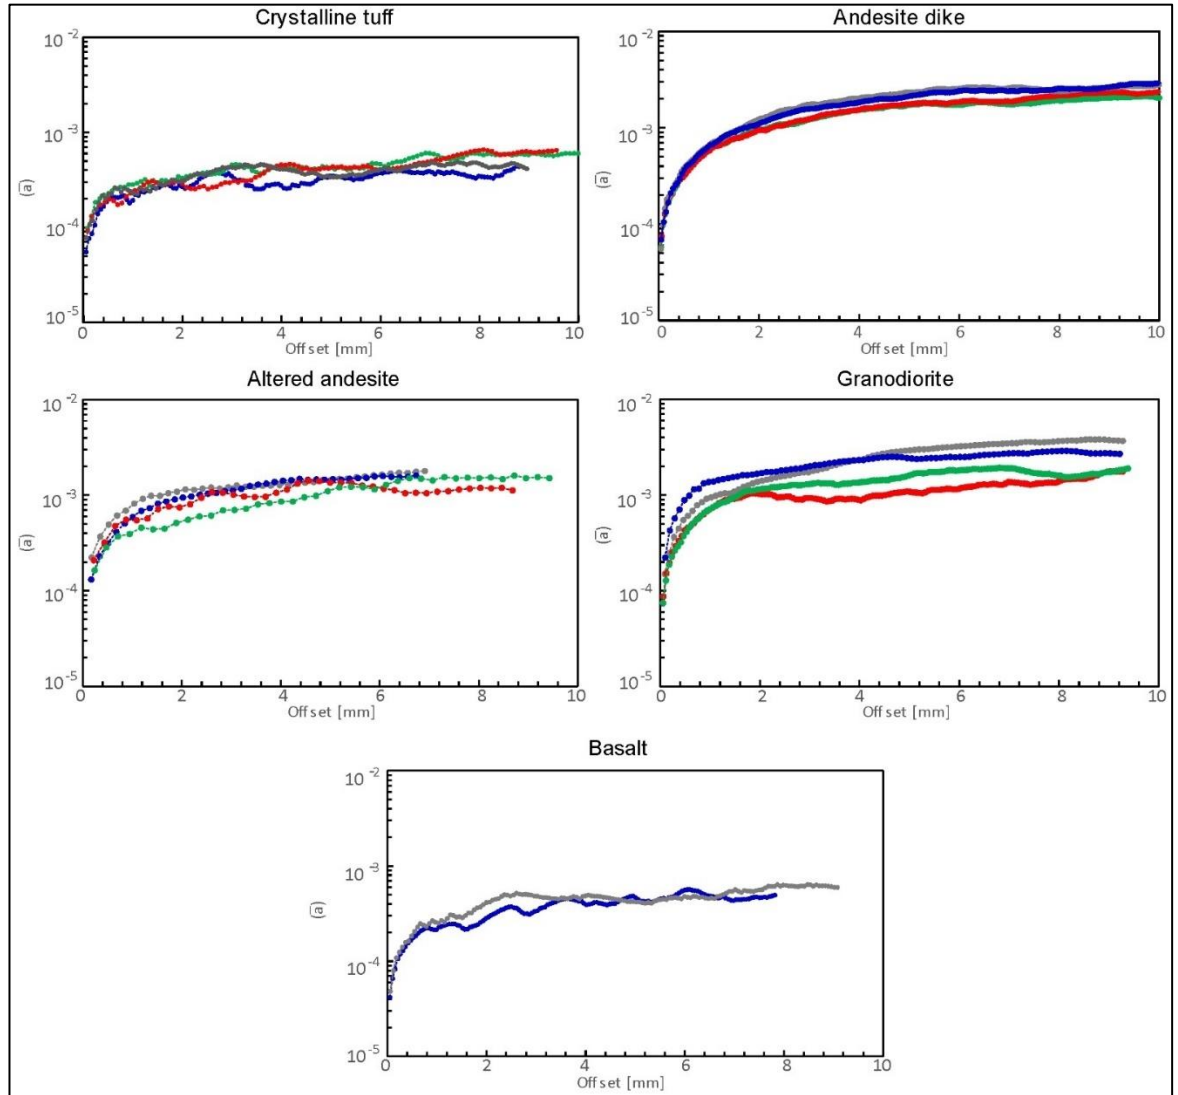 Crystalline tuff
10-2
10-3
10-4
10-5
(a̅)
0 2 4 6 8 10
Offset [mm]
Andesite dike
10-2
10-3
10-4
10-5
(a̅)
0 2 4 6 8 10
Offset [mm]
Altered andesite
10-2
10-3
10-4
10-5
(a̅)
0 2 4 6 8 10
Offset [mm]
Granodiorite
10-2
10-3
10-4
10-5
(a̅)
0 2 4 6 8 10
Offset [mm]
Basalt
10-2
10-3
10-4
10-5
(a̅)
0 2 4 6 8 10
Offset [mm]